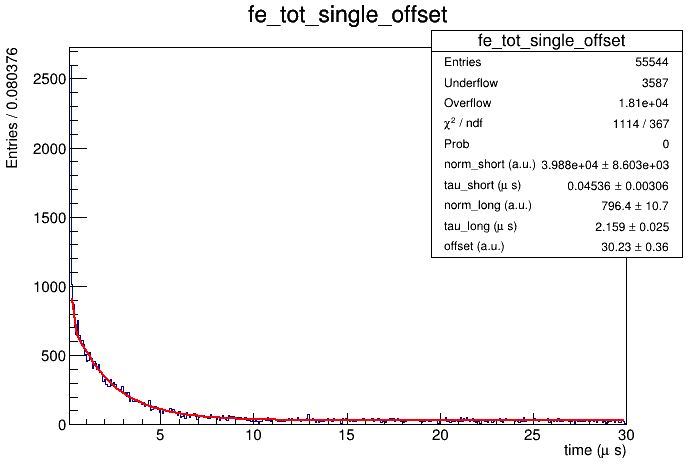 fe_tot_single_offset
fe_tot_single_offset
Entries 55544
Underflow 3587
Overflow 1.81e+04
χ² / ndf 1114 / 367
Prob 0
norm_short (a.u.) 3.988e+04 ± 8.603e+03
tau_short (μ s) 0.04536 ± 0.00306
norm_long (a.u.) 796.4 ± 10.7
tau_long (μ s) 2.159 ± 0.025
offset (a.u.) 30.23 ± 0.36
Entries / 0.080376
2500
2000
1500
1000
500
0
5 10 15 20 25 30
time (μ s)